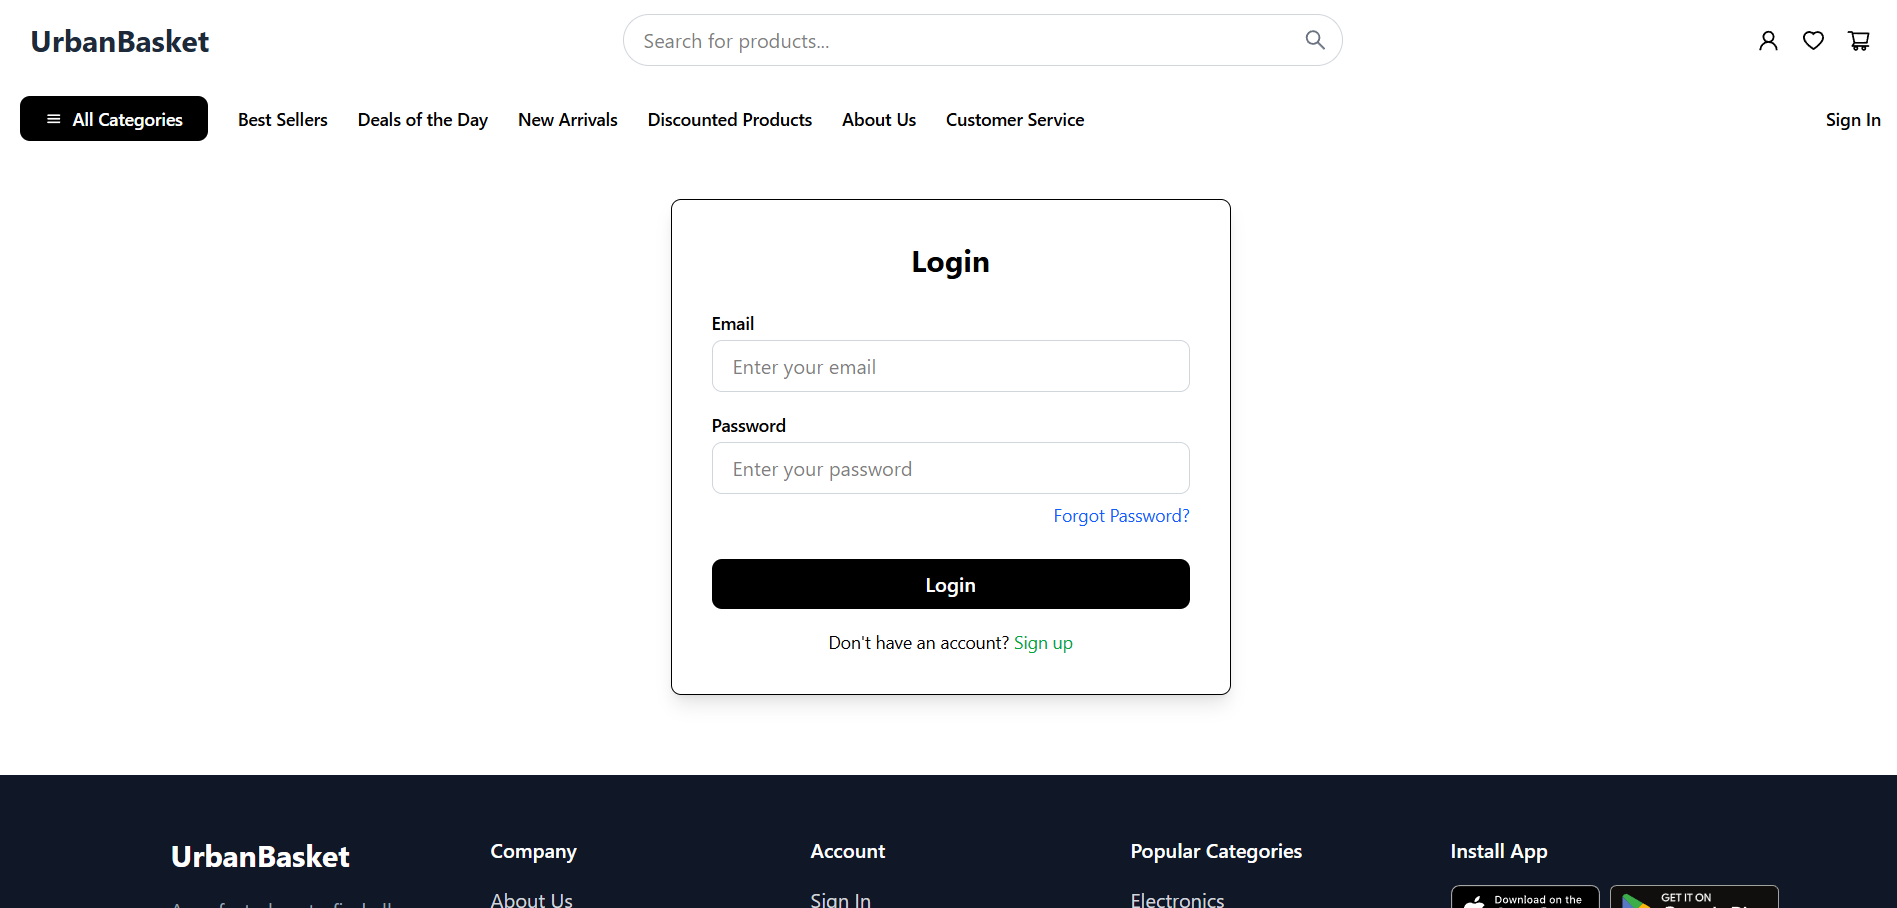 UrbanBasket
Search for products...
All Categories
Best Sellers
Deals of the Day
New Arrivals
Discounted Products
About Us
Customer Service
Sign In
Login
Email
Enter your email
Password
Enter your password
Forgot Password?
Login
Don't have an account? Sign up
UrbanBasket
Company
Account
Popular Categories
Install App
About Us
Sign In
Electronics
Download on the
GET IT ON